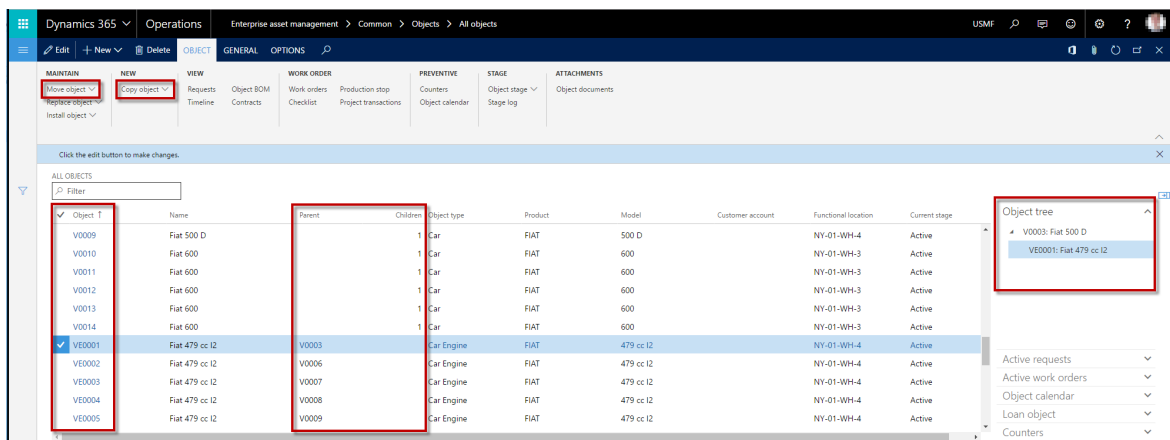 Dynamics 365 Operations Enterprise asset management > Common > Objects > All objects USMF ?
Edit + New Delete OBJECT GENERAL OPTIONS
MAINTAIN NEW VIEW WORK ORDER PREVENTIVE STAGE ATTACHMENTS
Move object Copy object Requests Object BOM Work orders Production stop Counters Object stage Object documents
Replace object Timeline Contracts Checklist Project transactions Object calendar Stage log
Install object
Click the edit button to make changes.
ALL OBJECTS
Filter
Object ↑ Name Parent Children Object type Product Model Customer account Functional location Current stage Object tree
V0009 Fiat 500 D 1 Car FIAT 500 D NY-01-WH-4 Active V0003: Fiat 500 D
V0010 Fiat 600 1 Car FIAT 600 NY-01-WH-3 Active VE0001: Fiat 479 cc I2
V0011 Fiat 600 1 Car FIAT 600 NY-01-WH-3 Active
V0012 Fiat 600 1 Car FIAT 600 NY-01-WH-3 Active
V0013 Fiat 600 1 Car FIAT 600 NY-01-WH-3 Active
V0014 Fiat 600 1 Car FIAT 600 NY-01-WH-3 Active
VE0001 Fiat 479 cc I2 V0003 Car Engine FIAT 479 cc I2 NY-01-WH-4 Active
VE0002 Fiat 479 cc I2 V0006 Car Engine FIAT 479 cc I2 NY-01-WH-4 Active Active requests
VE0003 Fiat 479 cc I2 V0007 Car Engine FIAT 479 cc I2 NY-01-WH-4 Active Active work orders
VE0004 Fiat 479 cc I2 V0008 Car Engine FIAT 479 cc I2 NY-01-WH-4 Active Object calendar
VE0005 Fiat 479 cc I2 V0009 Car Engine FIAT 479 cc I2 NY-01-WH-4 Active Loan object
Counters